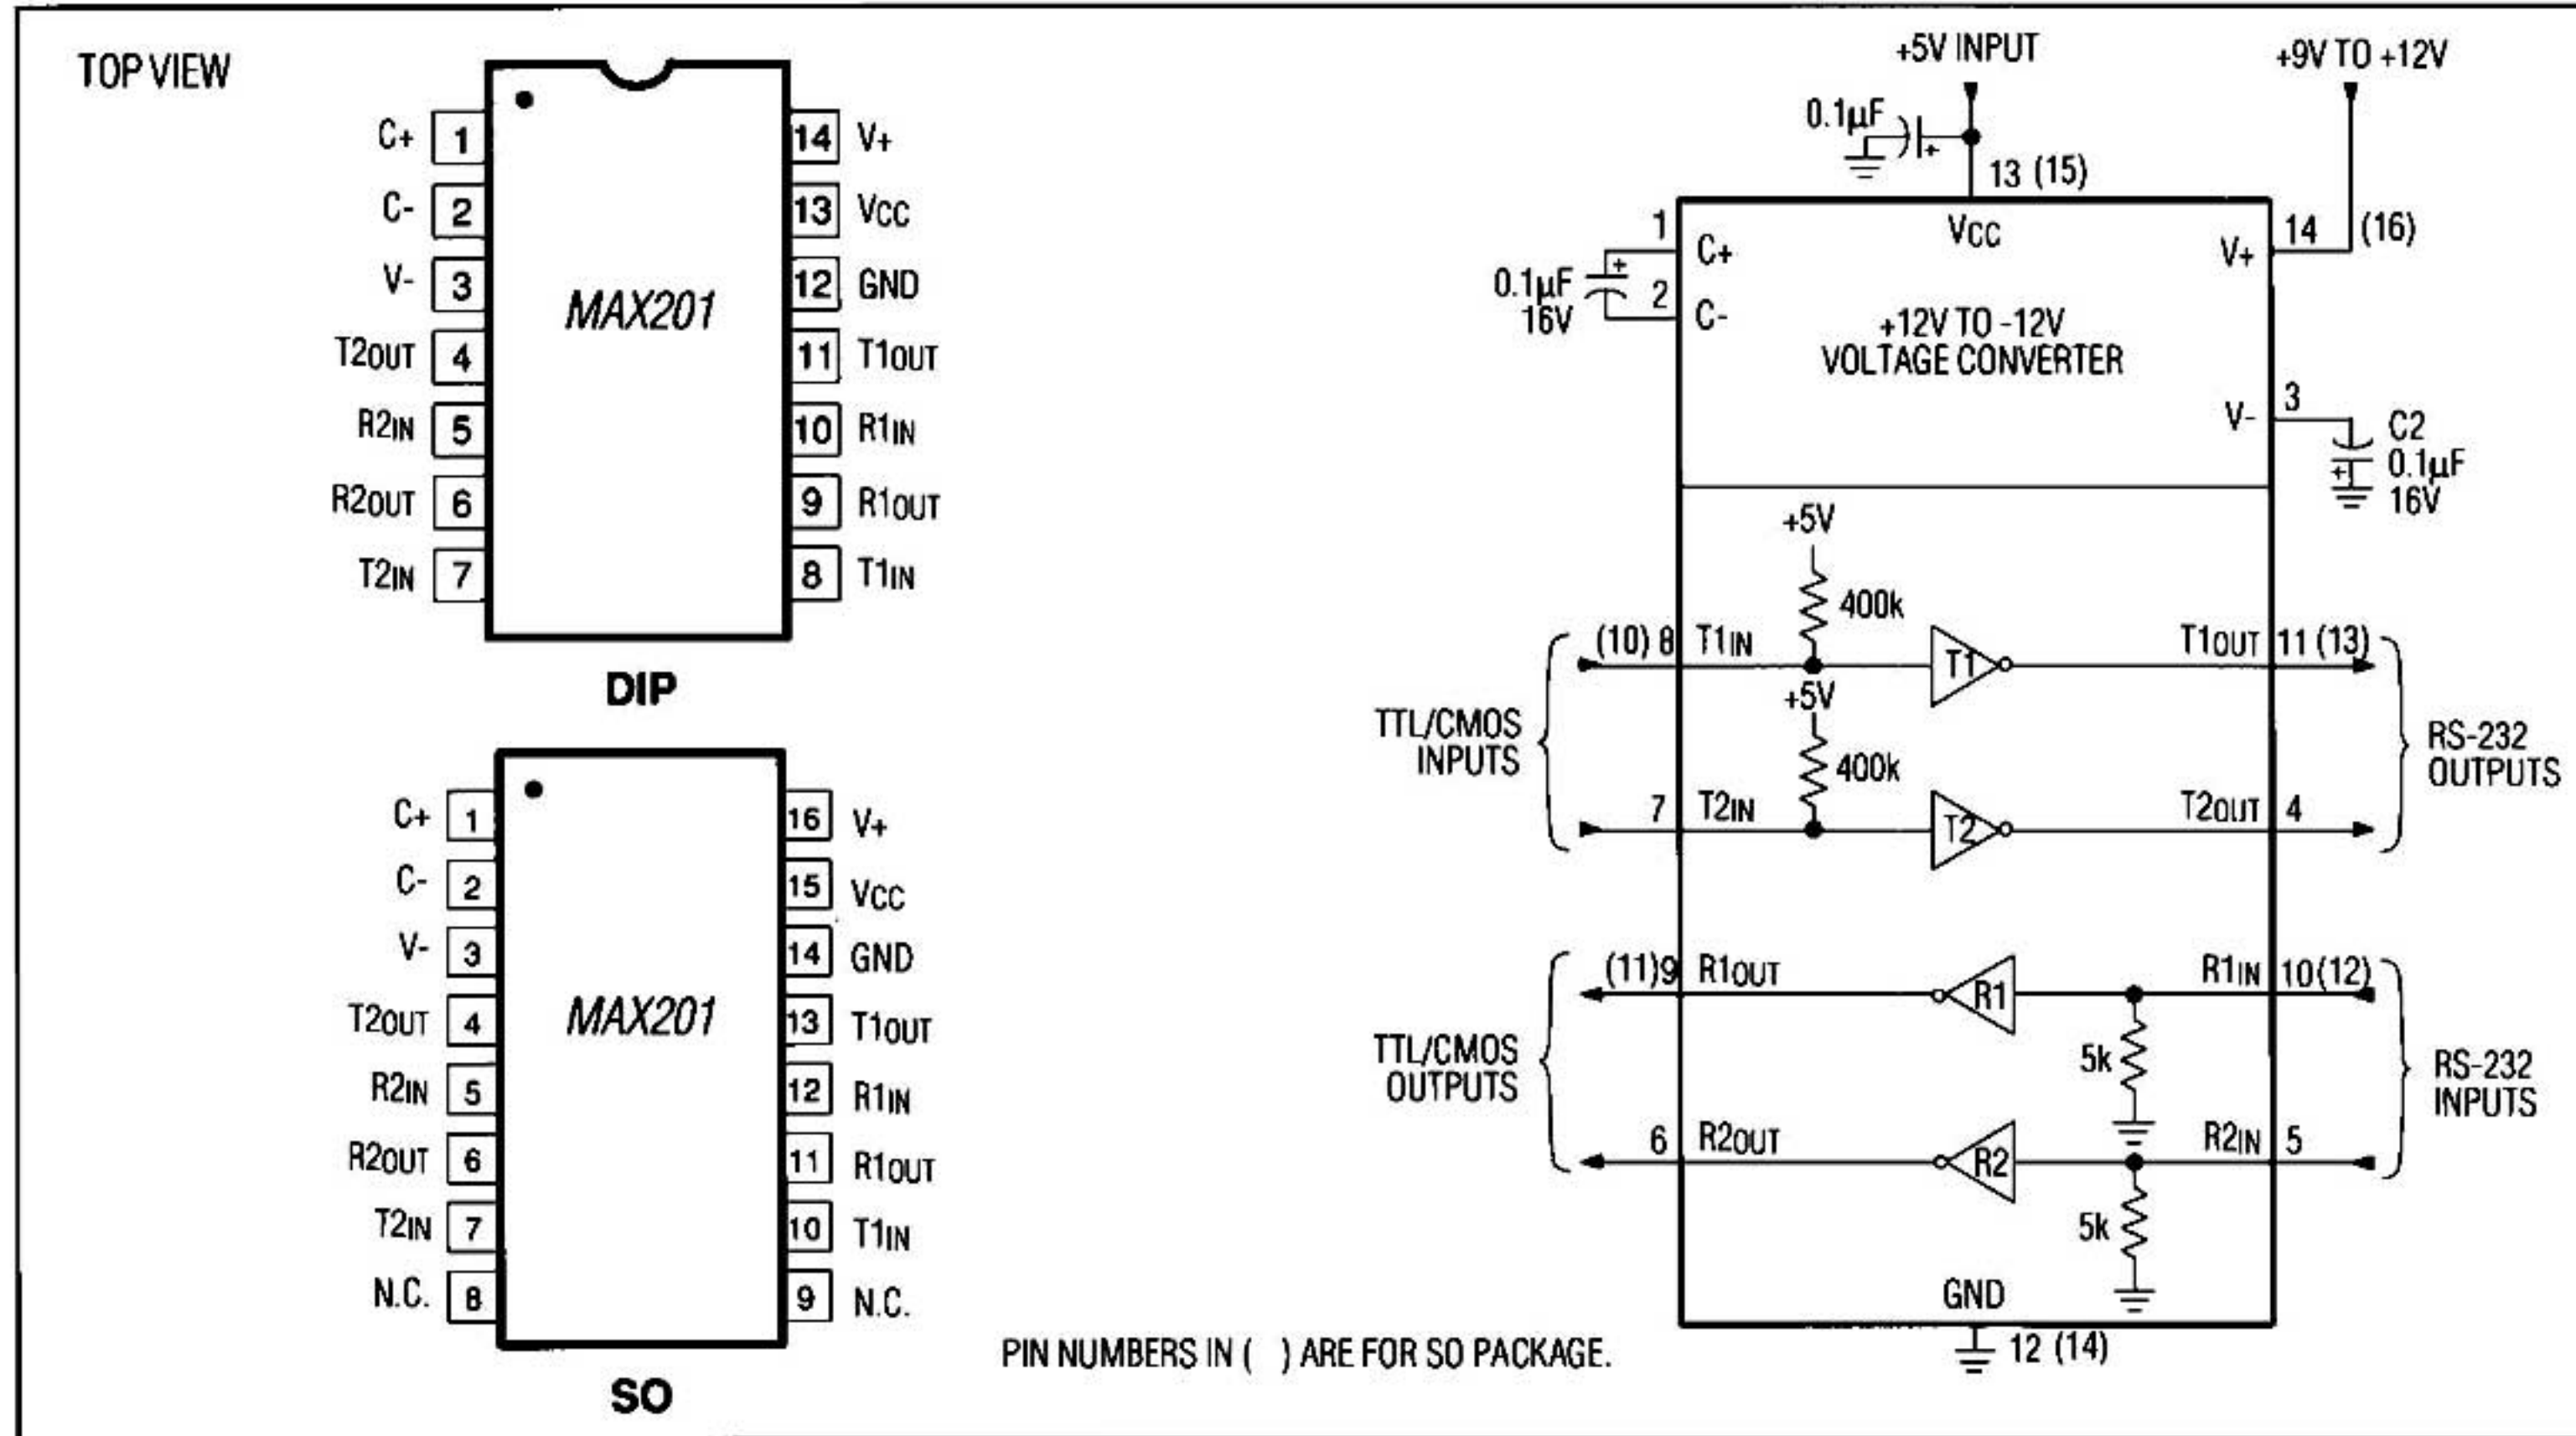 TOP VIEW
C+ 1
C- 2
V- 3
T2OUT 4
R2IN 5
R2OUT 6
T2IN 7
MAX201
14 V+
13 VCC
12 GND
11 T1OUT
10 R1IN
9 R1OUT
8 T1IN
DIP
C+ 1
C- 2
V- 3
T2OUT 4
R2IN 5
R2OUT 6
T2IN 7
N.C. 8
MAX201
16 V+
15 VCC
14 GND
13 T1OUT
12 R1IN
11 R1OUT
10 T1IN
9 N.C.
SO
PIN NUMBERS IN ( ) ARE FOR SO PACKAGE.
+5V INPUT
+9V TO +12V
0.1µF
+
13 (15)
VCC
1
C+
+
0.1µF
16V
2
C-
V+
14 (16)
+12V TO -12V
VOLTAGE CONVERTER
V-
3
C2
0.1µF
16V
+
+5V
400k
(10) 8 T1IN
T1
T1OUT 11 (13)
+5V
400k
TTL/CMOS
INPUTS
RS-232
OUTPUTS
7 T2IN
T2
T2OUT 4
(11)9 R1OUT
R1
R1IN 10(12)
5k
TTL/CMOS
OUTPUTS
RS-232
INPUTS
6 R2OUT
R2
R2IN 5
5k
GND
12 (14)